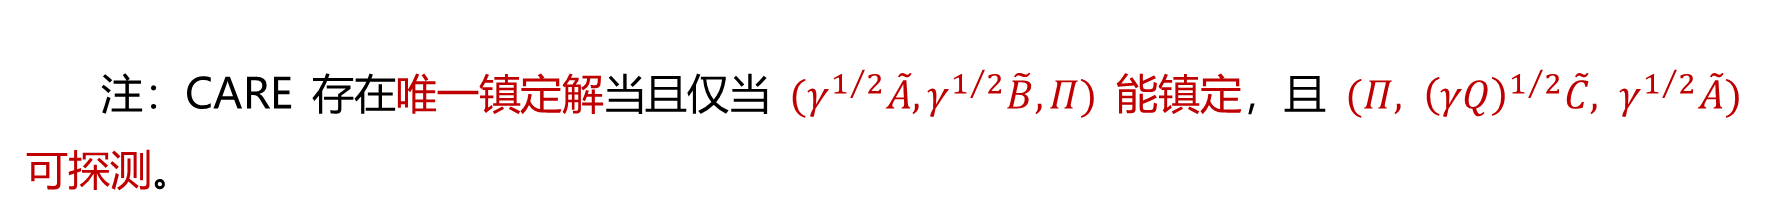 注：CARE 存在唯一镇定解当且仅当 (γ^{1/2}Ã, γ^{1/2}B̃, Π) 能镇定，且 (Π, (γQ)^{1/2}C̃, γ^{1/2}Ã)
可探测。